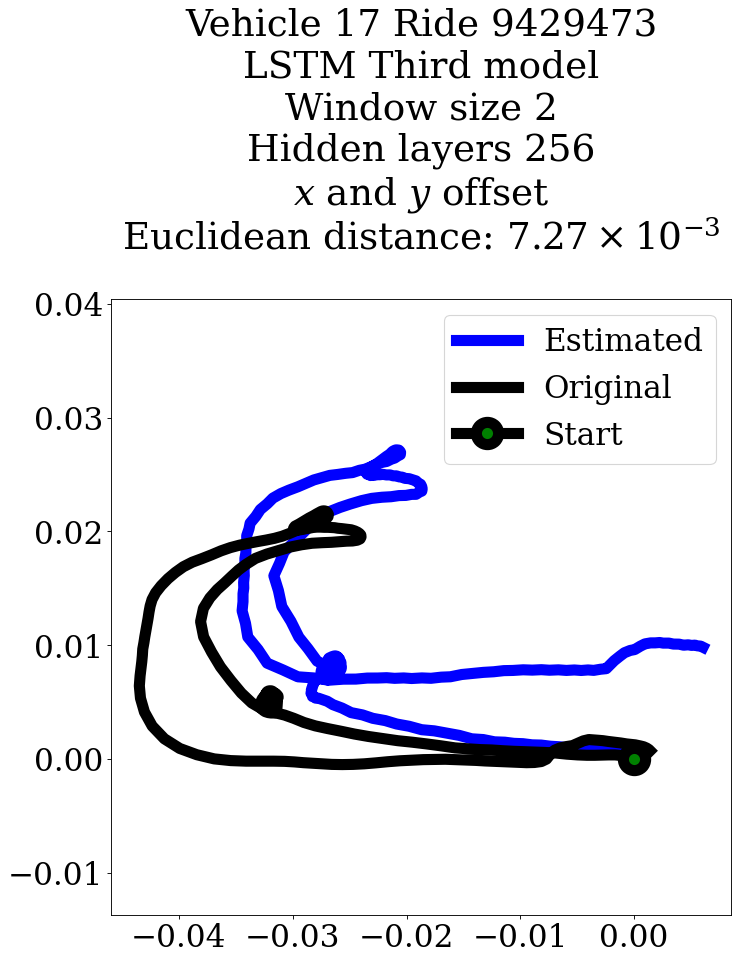 Vehicle 17 Ride 9429473
LSTM Third model
Window size 2
Hidden layers 256
x and y offset
Euclidean distance: 7.27 × 10⁻³
Estimated
Original
Start
0.04
0.03
0.02
0.01
0.00
−0.01
−0.04 −0.03 −0.02 −0.01 0.00